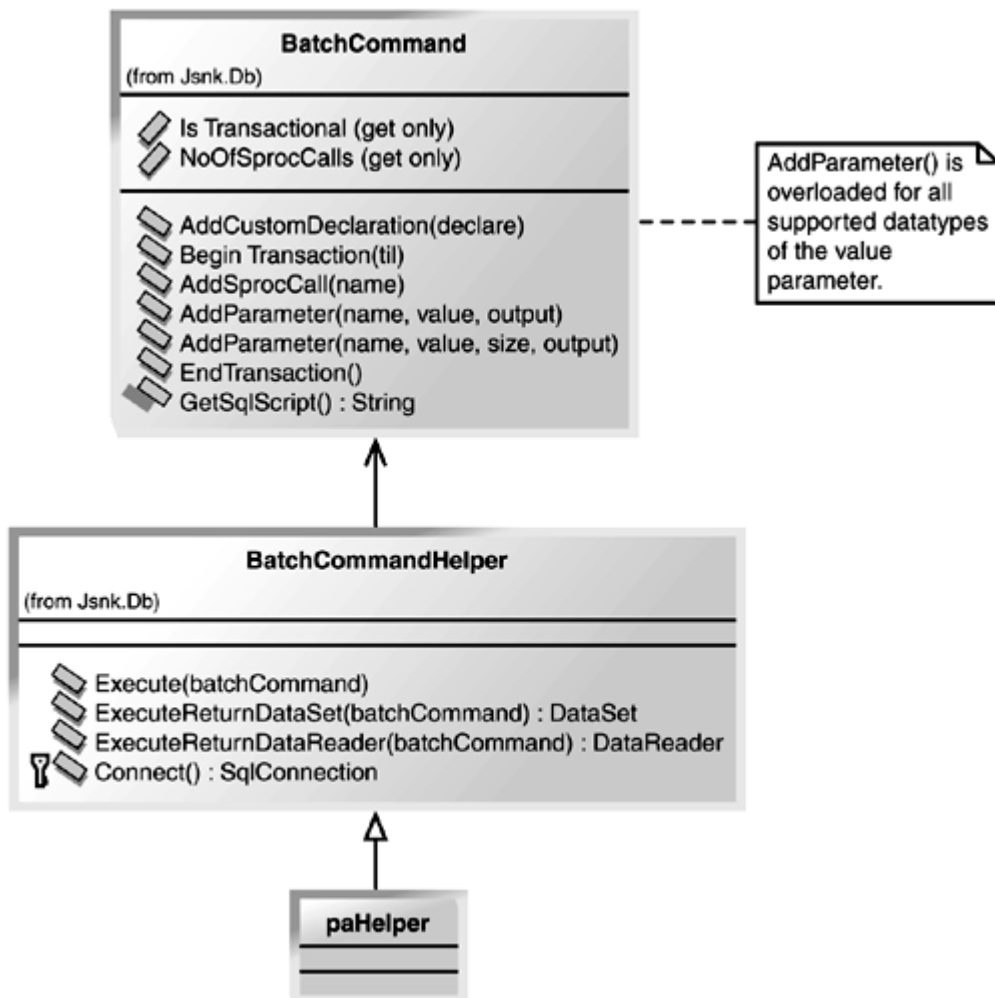 BatchCommand
(from Jsnk.Db)
Is Transactional (get only)
NoOfSprocCalls (get only)
AddCustomDeclaration(declare)
Begin Transaction(til)
AddSprocCall(name)
AddParameter(name, value, output)
AddParameter(name, value, size, output)
EndTransaction()
GetSqlScript() : String
AddParameter() is
overloaded for all
supported datatypes
of the value
parameter.
BatchCommandHelper
(from Jsnk.Db)
Execute(batchCommand)
ExecuteReturnDataSet(batchCommand) : DataSet
ExecuteReturnDataReader(batchCommand) : DataReader
Connect() : SqlConnection
paHelper